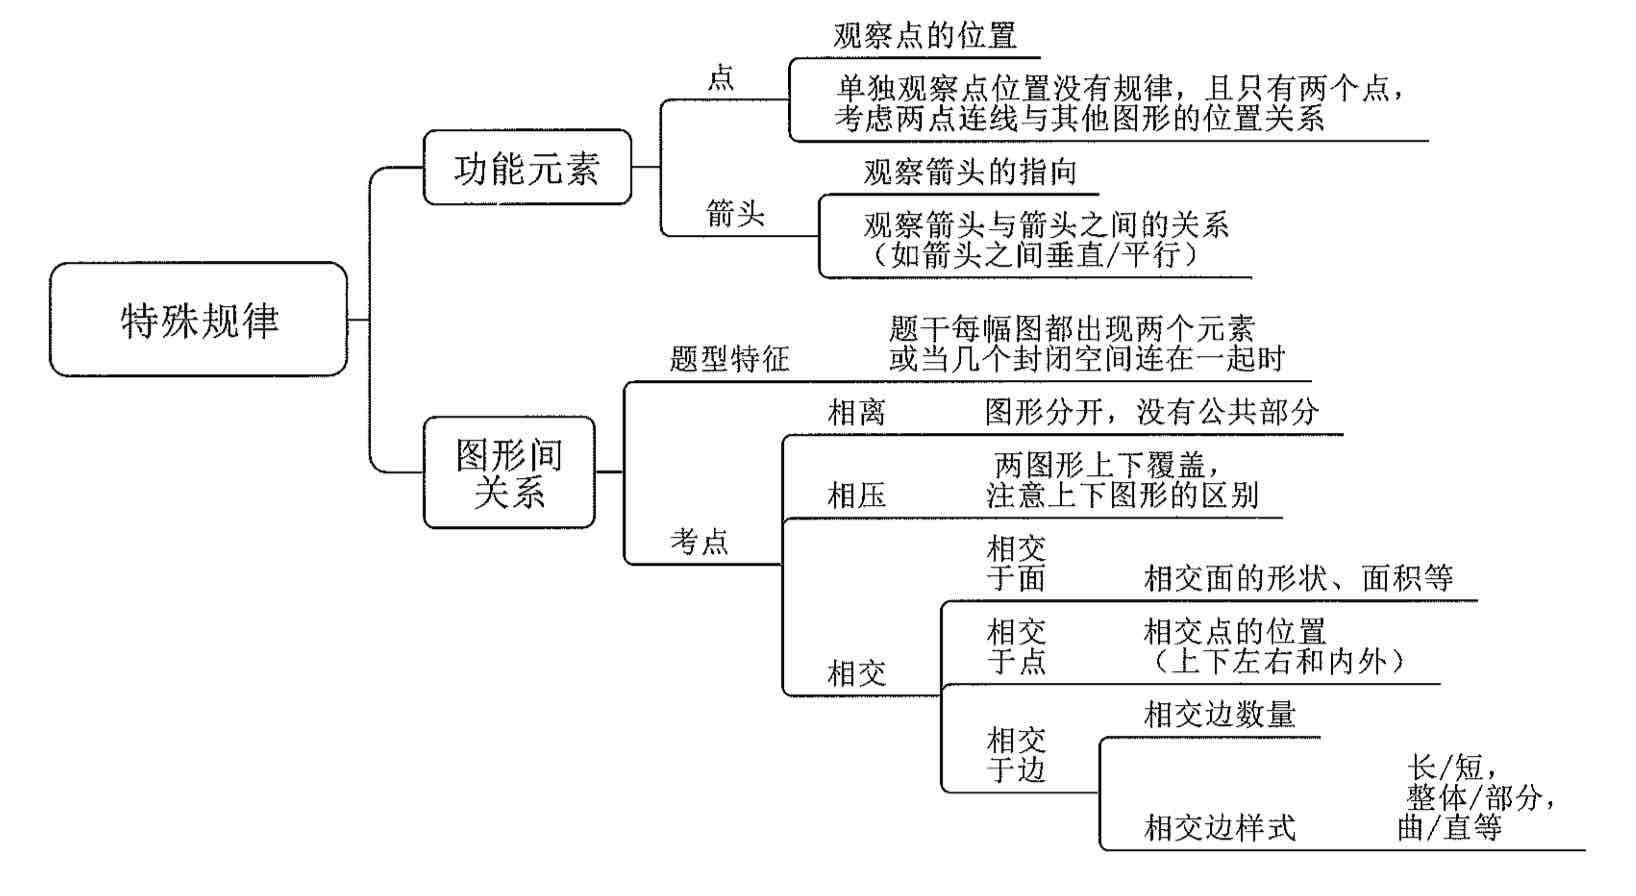 特殊规律
功能元素
点
观察点的位置
单独观察点位置没有规律，且只有两个点，
考虑两点连线与其他图形的位置关系
箭头
观察箭头的指向
观察箭头与箭头之间的关系
（如箭头之间垂直/平行）
图形间
关系
题型特征
题干每幅图都出现两个元素
或当几个封闭空间连在一起时
考点
相离
图形分开，没有公共部分
相压
两图形上下覆盖，
注意上下图形的区别
相交
相交
于面
相交面的形状、面积等
相交
于点
相交点的位置
（上下左右和内外）
相交
于边
相交边数量
相交边样式
长/短，
整体/部分，
曲/直等